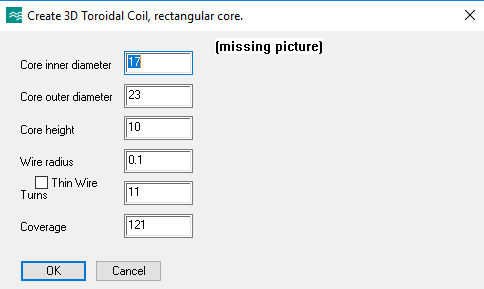 Create 3D Toroidal Coil, rectangular core.
(missing picture)
Core inner diameter 17
Core outer diameter 23
Core height 10
Wire radius 0.1
Thin Wire
Turns 11
Coverage 121
OK Cancel